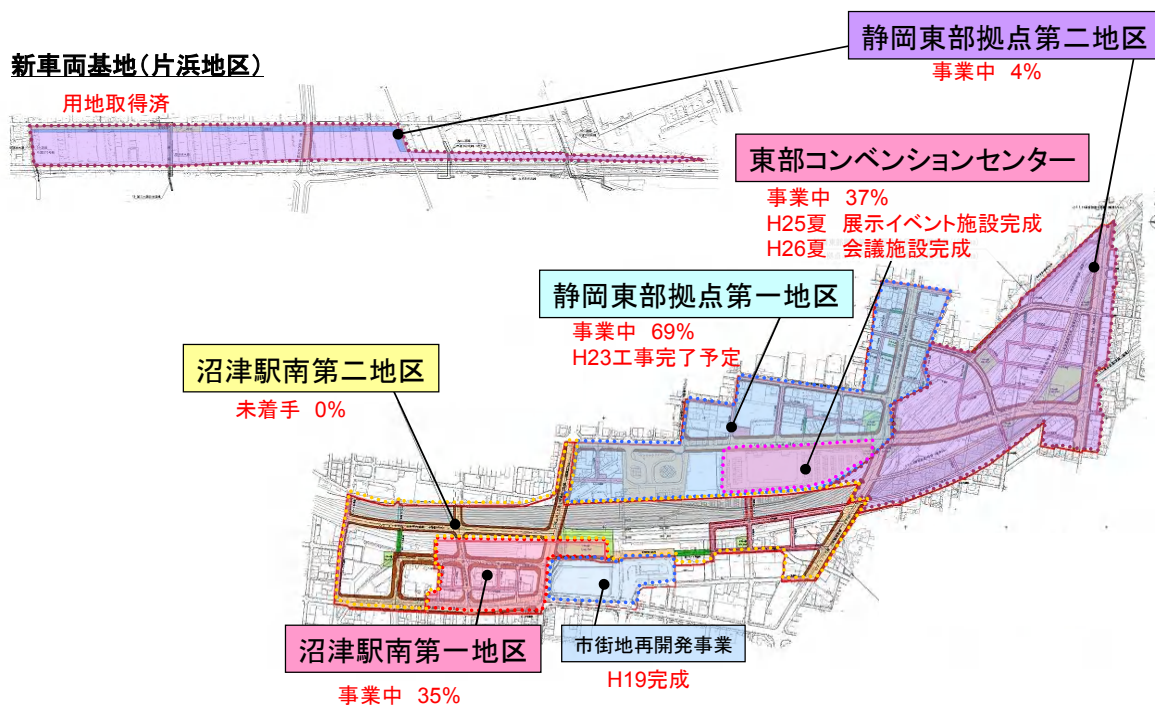 静岡東部拠点第二地区
事業中 4%
新車両基地(片浜地区)
用地取得済
東部コンベンションセンター
事業中 37%
H25夏 展示イベント施設完成
H26夏 会議施設完成
静岡東部拠点第一地区
事業中 69%
H23工事完了予定
沼津駅南第二地区
未着手 0%
沼津駅南第一地区
事業中 35%
市街地再開発事業
H19完成